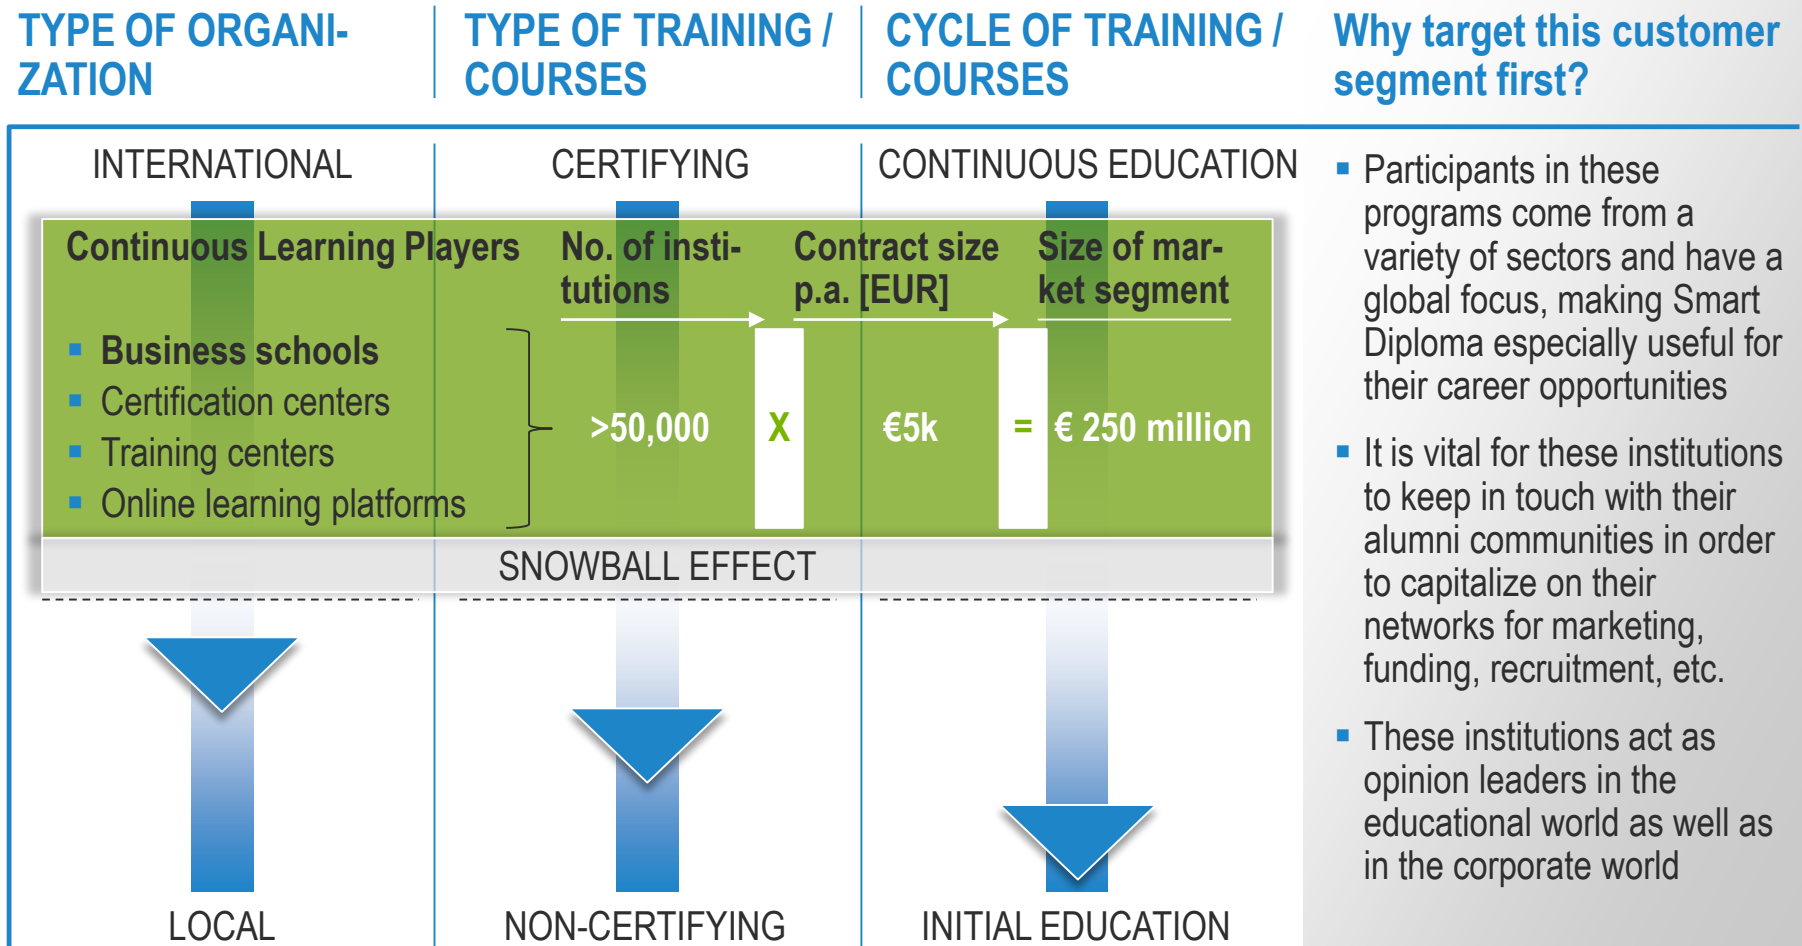 TYPE OF ORGANI-
ZATION
TYPE OF TRAINING /
COURSES
CYCLE OF TRAINING /
COURSES
Why target this customer
segment first?
INTERNATIONAL
CERTIFYING
CONTINUOUS EDUCATION
Continuous Learning Players
No. of insti-
tutions
Contract size
p.a. [EUR]
Size of mar-
ket segment
Business schools
Certification centers
Training centers
Online learning platforms
>50,000
X
€5k
=
€ 250 million
SNOWBALL EFFECT
LOCAL
NON-CERTIFYING
INITIAL EDUCATION
Participants in these
programs come from a
variety of sectors and have a
global focus, making Smart
Diploma especially useful for
their career opportunities
It is vital for these institutions
to keep in touch with their
alumni communities in order
to capitalize on their
networks for marketing,
funding, recruitment, etc.
These institutions act as
opinion leaders in the
educational world as well as
in the corporate world